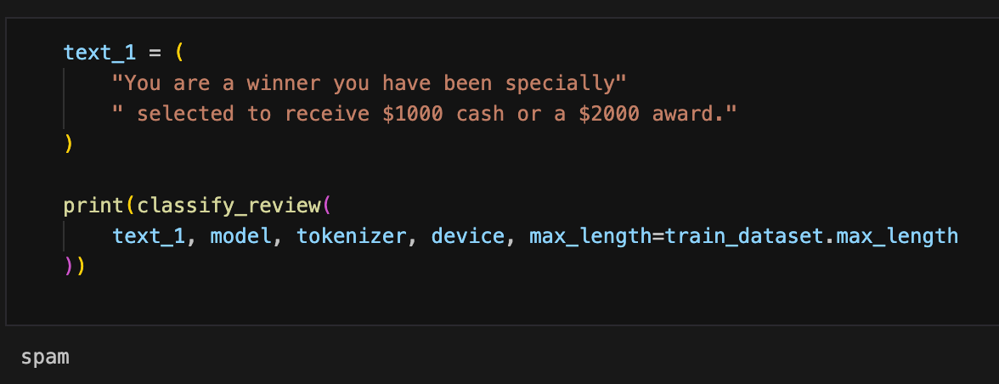 text_1 = (
"You are a winner you have been specially"
" selected to receive $1000 cash or a $2000 award."
)
print(classify_review(
text_1, model, tokenizer, device, max_length=train_dataset.max_length
))
spam